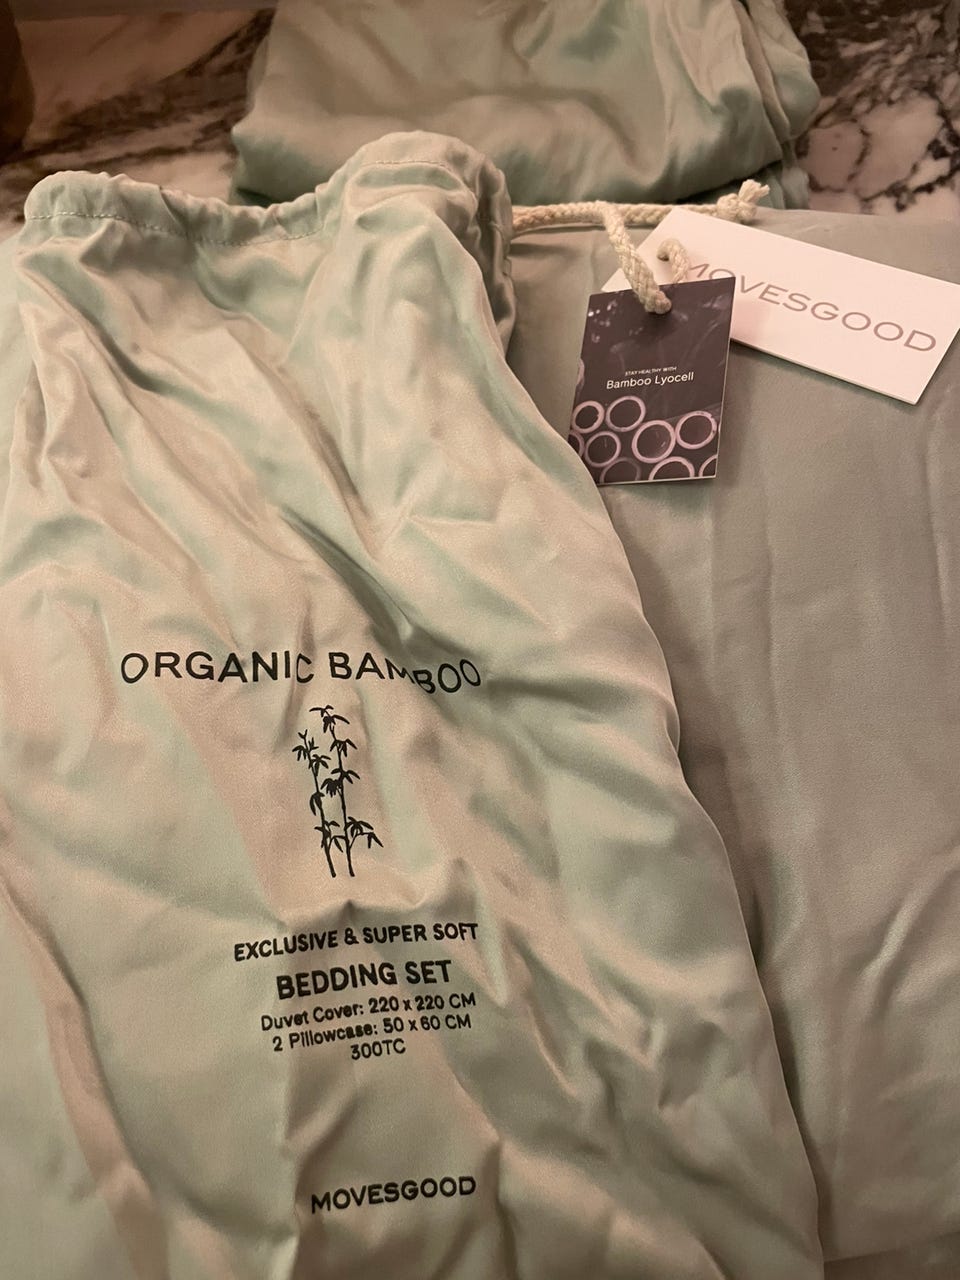 MOVESGOOD
STAY HEALTHY WITH
Bamboo Lyocell
ORGANIC BAMBOO
EXCLUSIVE & SUPER SOFT
BEDDING SET
Duvet Cover: 220 x 220 CM
2 Pillowcase: 50 x 60 CM
300TC
MOVESGOOD